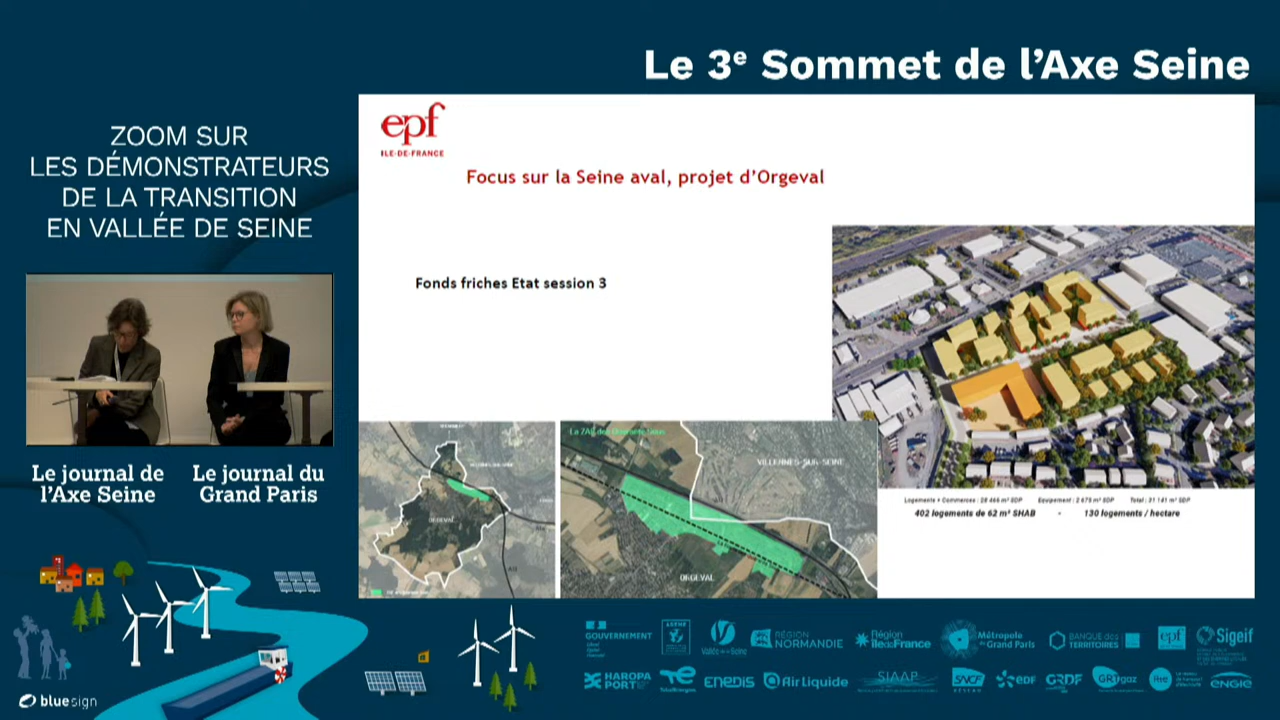 Le 3e Sommet de l'Axe Seine
ZOOM SUR
LES DÉMONSTRATEURS
DE LA TRANSITION
EN VALLÉE DE SEINE
epf
ILE-DE-FRANCE
Focus sur la Seine aval, projet d'Orgeval
Fonds friches Etat session 3
Le journal de
l'Axe Seine
Le journal du
Grand Paris
VILLENNES-SUR-SEINE
ORGEVAL
ORGEVAL
Logements + Commerces : 28 466 m² SDP Equipement : 2 675 m² SDP Total : 31 141 m² SDP
402 logements de 62 m² SHAB - 130 logements / hectare
GOUVERNEMENT
Vallée de la Seine
RÉGION
NORMANDIE
Région
île de France
Métropole
du Grand Paris
BANQUE des
TERRITOIRES
epf
Sigeif
HAROPA
PORT
TotalEnergies
ENEDIS
Air Liquide
SIAAP
SNCF
RÉSEAU
eDF
GRDF
GRTgaz
Rte
ENGIE
bluesign